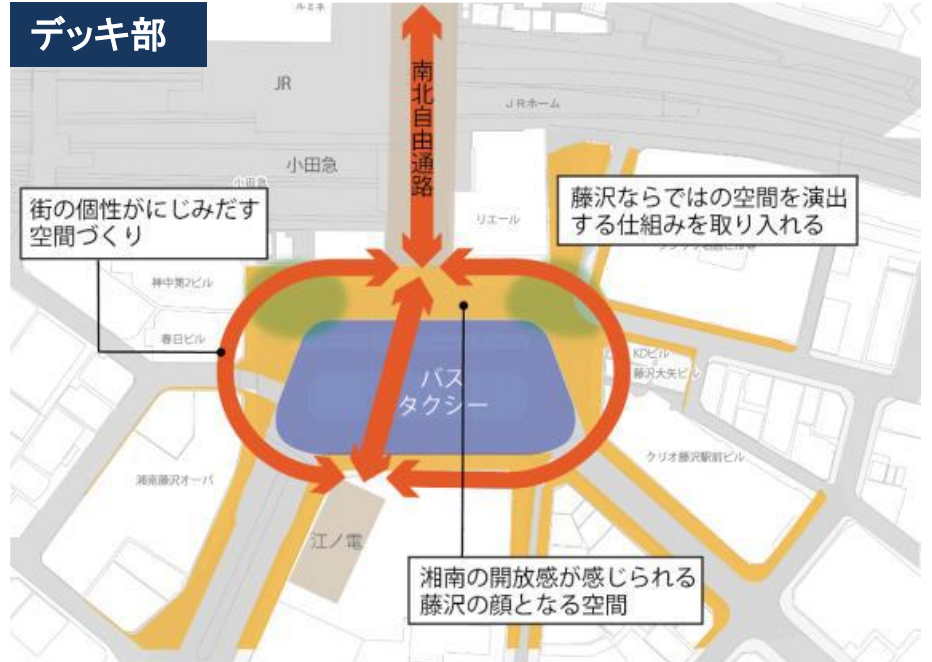 デッキ部
ルミネ
JR
南北自由通路
JRホーム
小田急
小田急
街の個性がにじみだす
空間づくり
リエール
藤沢ならではの空間を演出
する仕組みを取り入れる
神中第2ビル
春日ビル
バス
タクシー
KDビル
藤沢大矢ビル
クリオ藤沢駅前ビル
湘南藤沢オーパ
江ノ電
湘南の開放感が感じられる
藤沢の顔となる空間